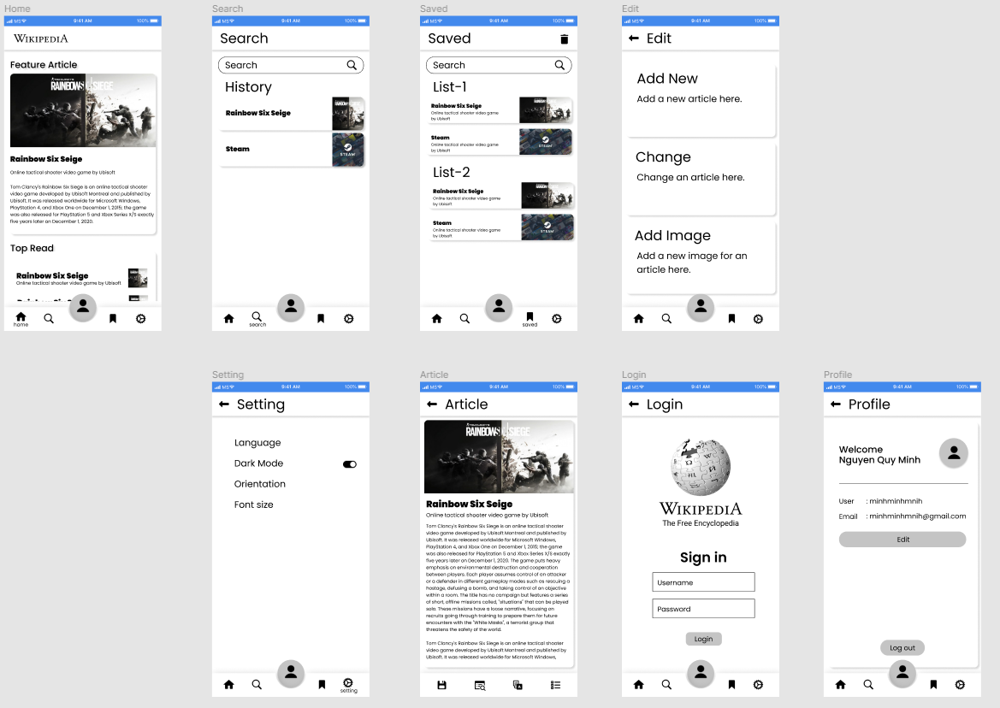 Home
MS 9:41 AM 100%
WIKIPEDIA
Feature Article
RAINBOW SIX SIEGE
Rainbow Six Seige
Online tactical shooter video game by Ubisoft
Tom Clancy's Rainbow Six Siege is an online tactical shooter
video game developed by Ubisoft Montreal and published by
Ubisoft. It was released worldwide for Microsoft Windows,
PlayStation 4, and Xbox One on December 1, 2015; the game
was also released for PlayStation 5 and Xbox Series X/S exactly
five years later on December 1, 2020.
Top Read
Rainbow Six Seige
Online tactical shooter video game by Ubisoft
home
Search
MS 9:41 AM 100%
Search
Search
History
Rainbow Six Seige
Steam
STEAM
search
Saved
MS 9:41 AM 100%
Saved
Search
List-1
Rainbow Six Seige
Online tactical shooter video game
by Ubisoft
Steam
Online tactical shooter video game
by Ubisoft
STEAM
List-2
Rainbow Six Seige
Online tactical shooter video game
by Ubisoft
Steam
Online tactical shooter video game
by Ubisoft
STEAM
saved
Edit
MS 9:41 AM 100%
Edit
Add New
Add a new article here.
Change
Change an article here.
Add Image
Add a new image for an
article here.
Setting
MS 9:41 AM 100%
Setting
Language
Dark Mode
Orientation
Font size
setting
Article
MS 9:41 AM 100%
Article
RAINBOW SIX SIEGE
Rainbow Six Seige
Online tactical shooter video game by Ubisoft
Tom Clancy's Rainbow Six Siege is an online tactical shooter
video game developed by Ubisoft Montreal and published by
Ubisoft. It was released worldwide for Microsoft Windows,
PlayStation 4, and Xbox One on December 1, 2015; the game
was also released for PlayStation 5 and Xbox Series X/S exactly
five years later on December 1, 2020. The game puts heavy
emphasis on environmental destruction and cooperation
between players. Each player assumes control of an attacker
or a defender in different gameplay modes such as rescuing a
hostage, defusing a bomb, and taking control of an objective
within a room. The title has no campaign but features a series
of short, offline missions called, "situations" that can be played
solo. These missions have a loose narrative, focusing on
recruits going through training to prepare them for future
encounters with the "White Masks", a terrorist group that
threatens the safety of the world.
Tom Clancy's Rainbow Six Siege is an online tactical shooter
video game developed by Ubisoft Montreal and published by
Ubisoft. It was released worldwide for Microsoft Windows,
Login
MS 9:41 AM 100%
Login
WIKIPEDIA
The Free Encyclopedia
Sign in
Username
Password
Login
Profile
MS 9:41 AM 100%
Profile
Welcome
Nguyen Quy Minh
User : minhminhmnih
Email : minhminhmnih@gmail.com
Edit
Log out